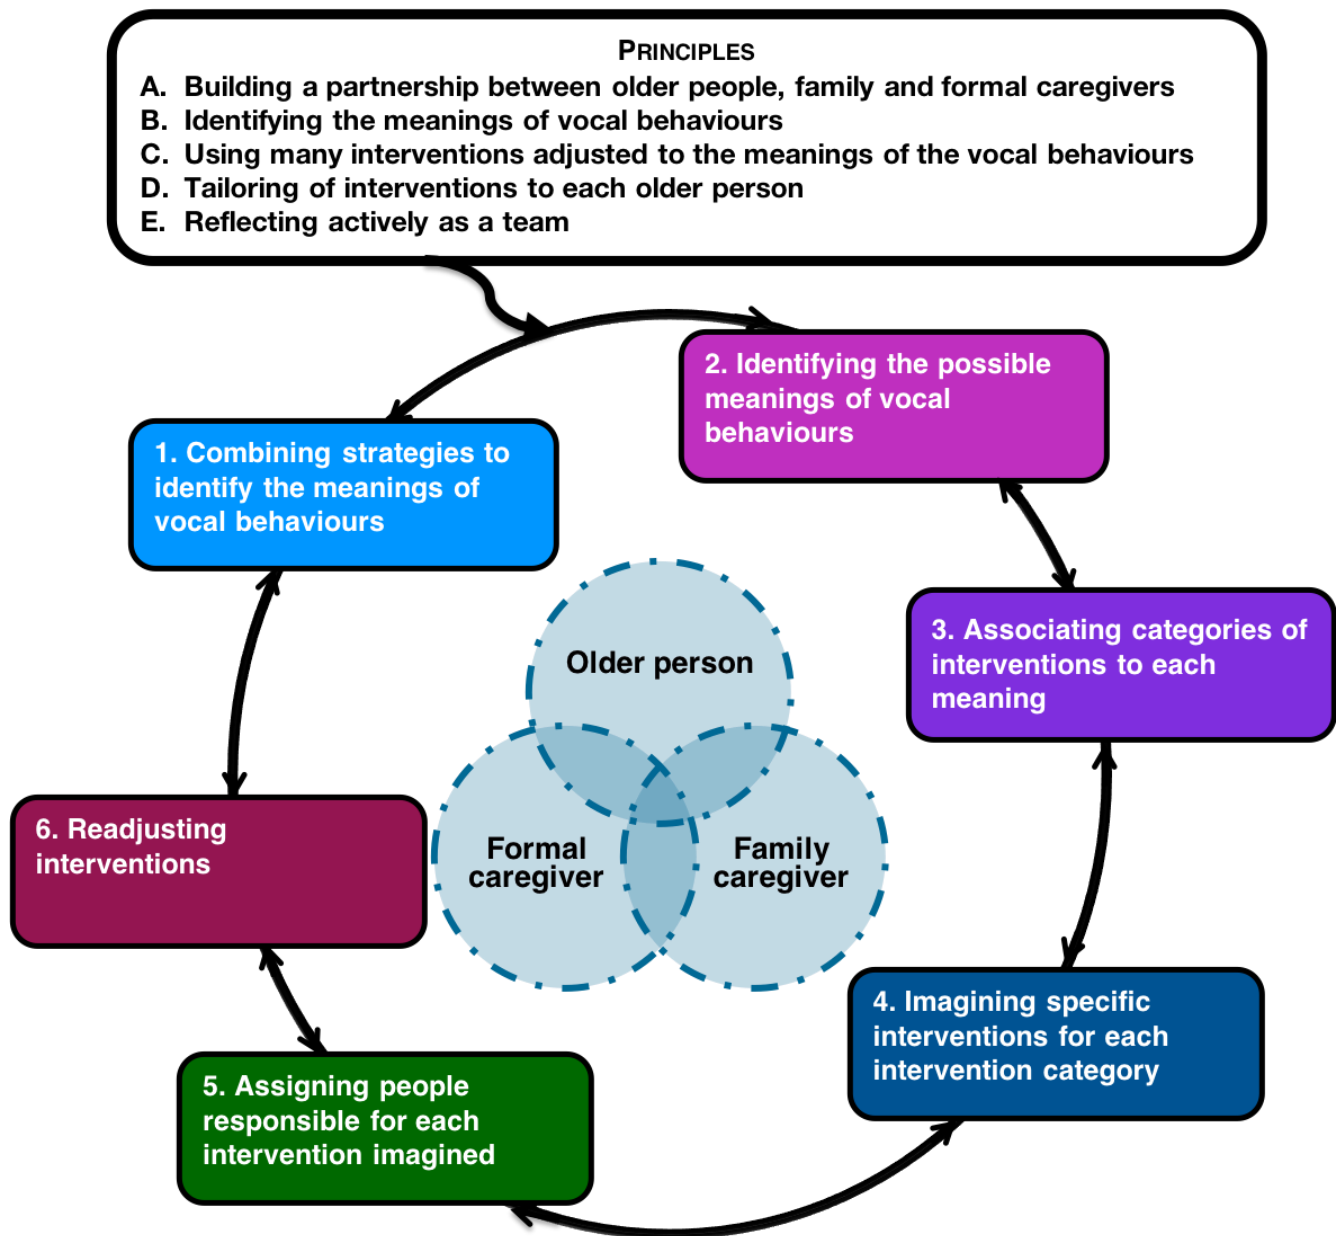 PRINCIPLES
A. Building a partnership between older people, family and formal caregivers
B. Identifying the meanings of vocal behaviours
C. Using many interventions adjusted to the meanings of the vocal behaviours
D. Tailoring of interventions to each older person
E. Reflecting actively as a team
2. Identifying the possible
meanings of vocal
behaviours
1. Combining strategies to
identify the meanings of
vocal behaviours
3. Associating categories of
interventions to each
meaning
Older person
Formal
caregiver
Family
caregiver
6. Readjusting
interventions
4. Imagining specific
interventions for each
intervention category
5. Assigning people
responsible for each
intervention imagined